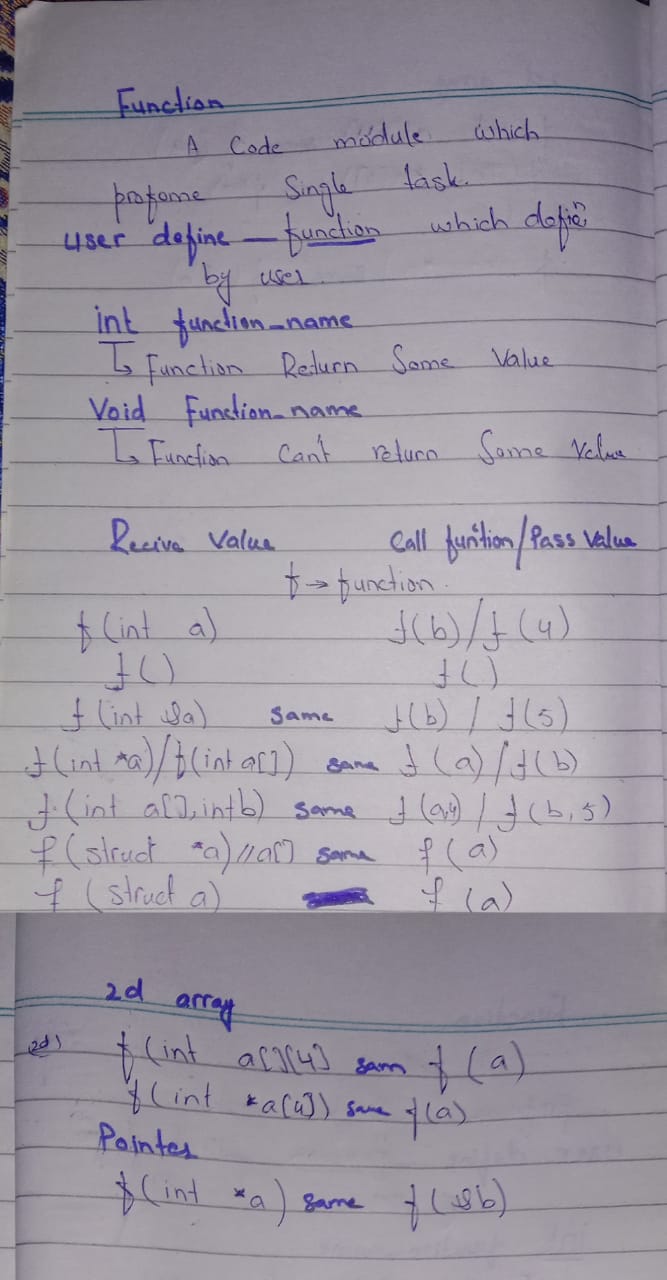 Function
A Code module which
profome Single task.
user define — function which defien
by user.
int function_name
↳ Function Return Some Value
Void Function_name
↳ Function Can't return Some Value
Recive Value Call funtion/Pass Value
f → function.
f (int a) f(b)/f(4)
f() f()
f (int &a) same f(b) / f(5)
f(int *a)/f(int a[]) same f (a)/f(b)
f (int a[], int b) same f(a,4) / f(b,5)
f (struct *a)//a[] same f (a)
f (struct a) f (a)
2d array
2d) f(int a[][4] sam f (a)
f(int *a[4]) same f(a)
Pointer
f(int *a) same f(&b)